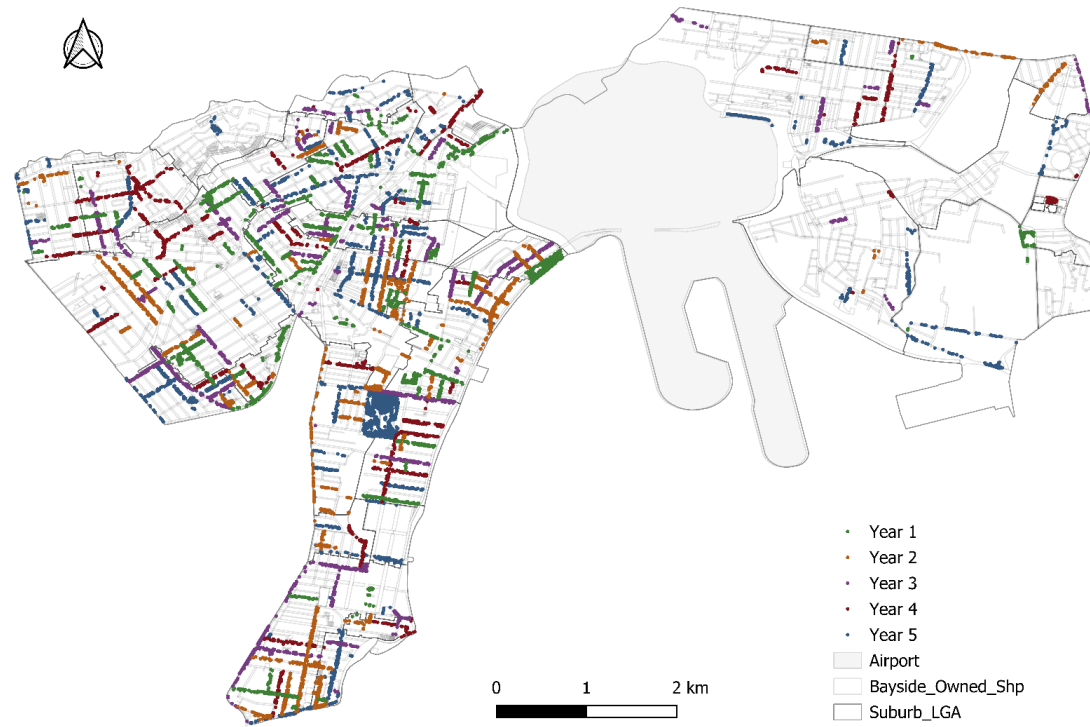 Year 1
Year 2
Year 3
Year 4
Year 5
Airport
Bayside_Owned_Shp
Suburb_LGA
0 1 2 km